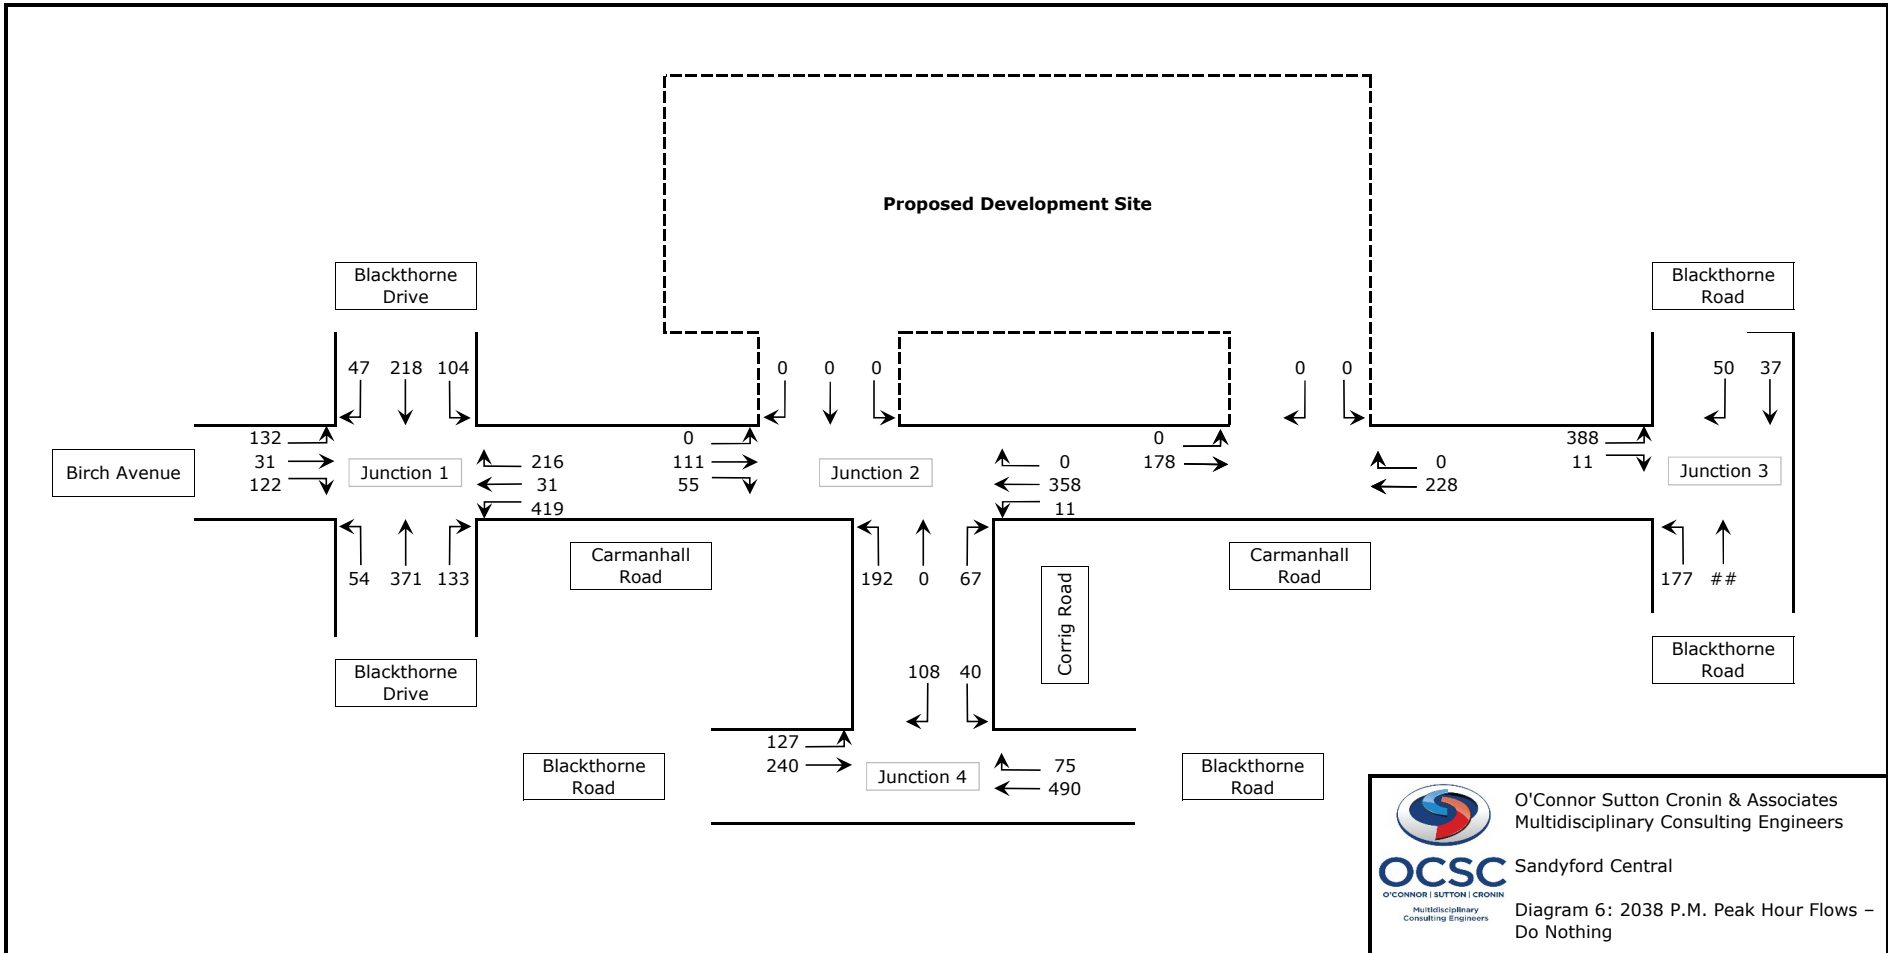 Proposed Development Site
Blackthorne
Drive
Blackthorne
Road
47 218 104
0 0 0
0 0
50 37
132
31
122
Birch Avenue
Junction 1
216
31
419
0
111
55
Junction 2
0
358
11
0
178
0
228
388
11
Junction 3
54 371 133
Carmanhall
Road
192 0 67
Corrig Road
Carmanhall
Road
177 ##
Blackthorne
Drive
Blackthorne
Road
108 40
127
240
Blackthorne
Road
Junction 4
75
490
Blackthorne
Road
O'Connor Sutton Cronin & Associates
Multidisciplinary Consulting Engineers
Sandyford Central
Diagram 6: 2038 P.M. Peak Hour Flows –
Do Nothing
OCSC
O'CONNOR | SUTTON | CRONIN
Multidisciplinary
Consulting Engineers